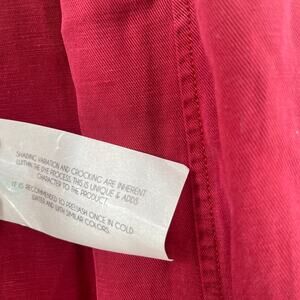 SHADING VARIATION AND CROCKING ARE INHERENT
WITHIN THE DYE PROCESS, THIS IS UNIQUE & ADDS
CHARACTER TO THE PRODUCT.
IT IS RECOMMENDED TO PREWASH ONCE IN COLD
WATER AND WITH SIMILAR COLORS.